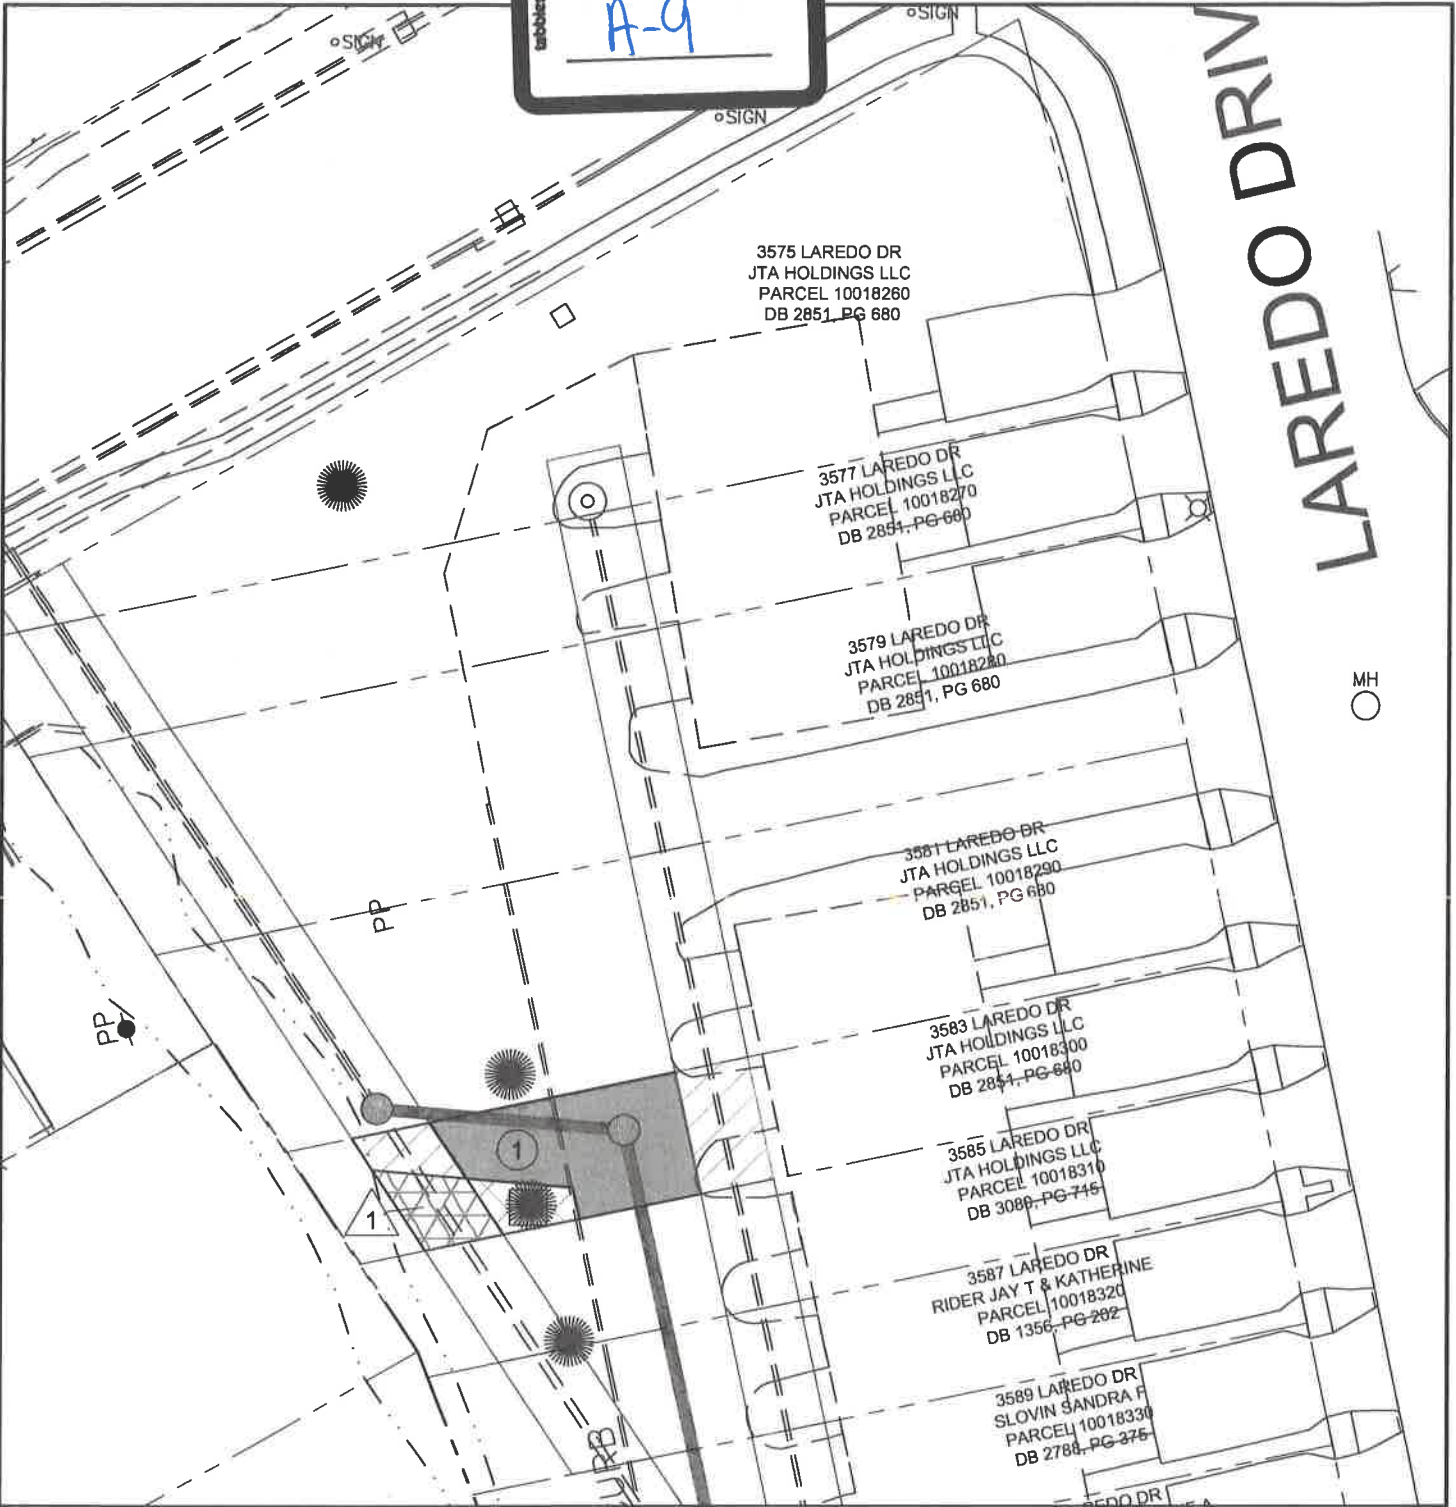 tabbles
A-9
SIGN
SIGN
SIGN
LAREDO DRIV
3575 LAREDO DR
JTA HOLDINGS LLC
PARCEL 10018260
DB 2851, PG 680
3577 LAREDO DR
JTA HOLDINGS LLC
PARCEL 10018270
DB 2851, PG 680
3579 LAREDO DR
JTA HOLDINGS LLC
PARCEL 10018280
DB 2851, PG 680
MH
3581 LAREDO DR
JTA HOLDINGS LLC
PARCEL 10018290
DB 2851, PG 680
PP
PP
3583 LAREDO DR
JTA HOLDINGS LLC
PARCEL 10018300
DB 2851, PG 680
1
3585 LAREDO DR
JTA HOLDINGS LLC
PARCEL 10018310
DB 3080, PG 715
1
3587 LAREDO DR
RIDER JAY T & KATHERINE
PARCEL 10018320
DB 1356, PG 202
3589 LAREDO DR
SLOVIN SANDRA F
PARCEL 10018330
DB 2788, PG 375
EDO DR